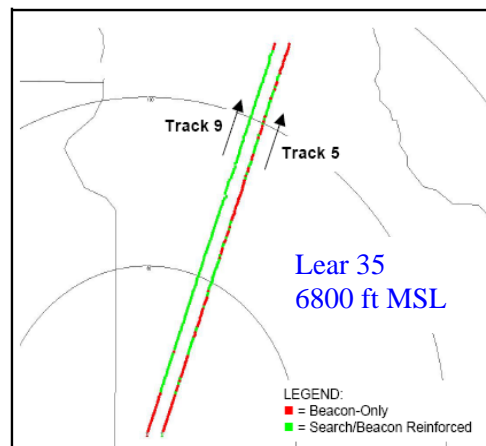 Track 9
Track 5
Lear 35
6800 ft MSL
LEGEND:
= Beacon-Only
= Search/Beacon Reinforced